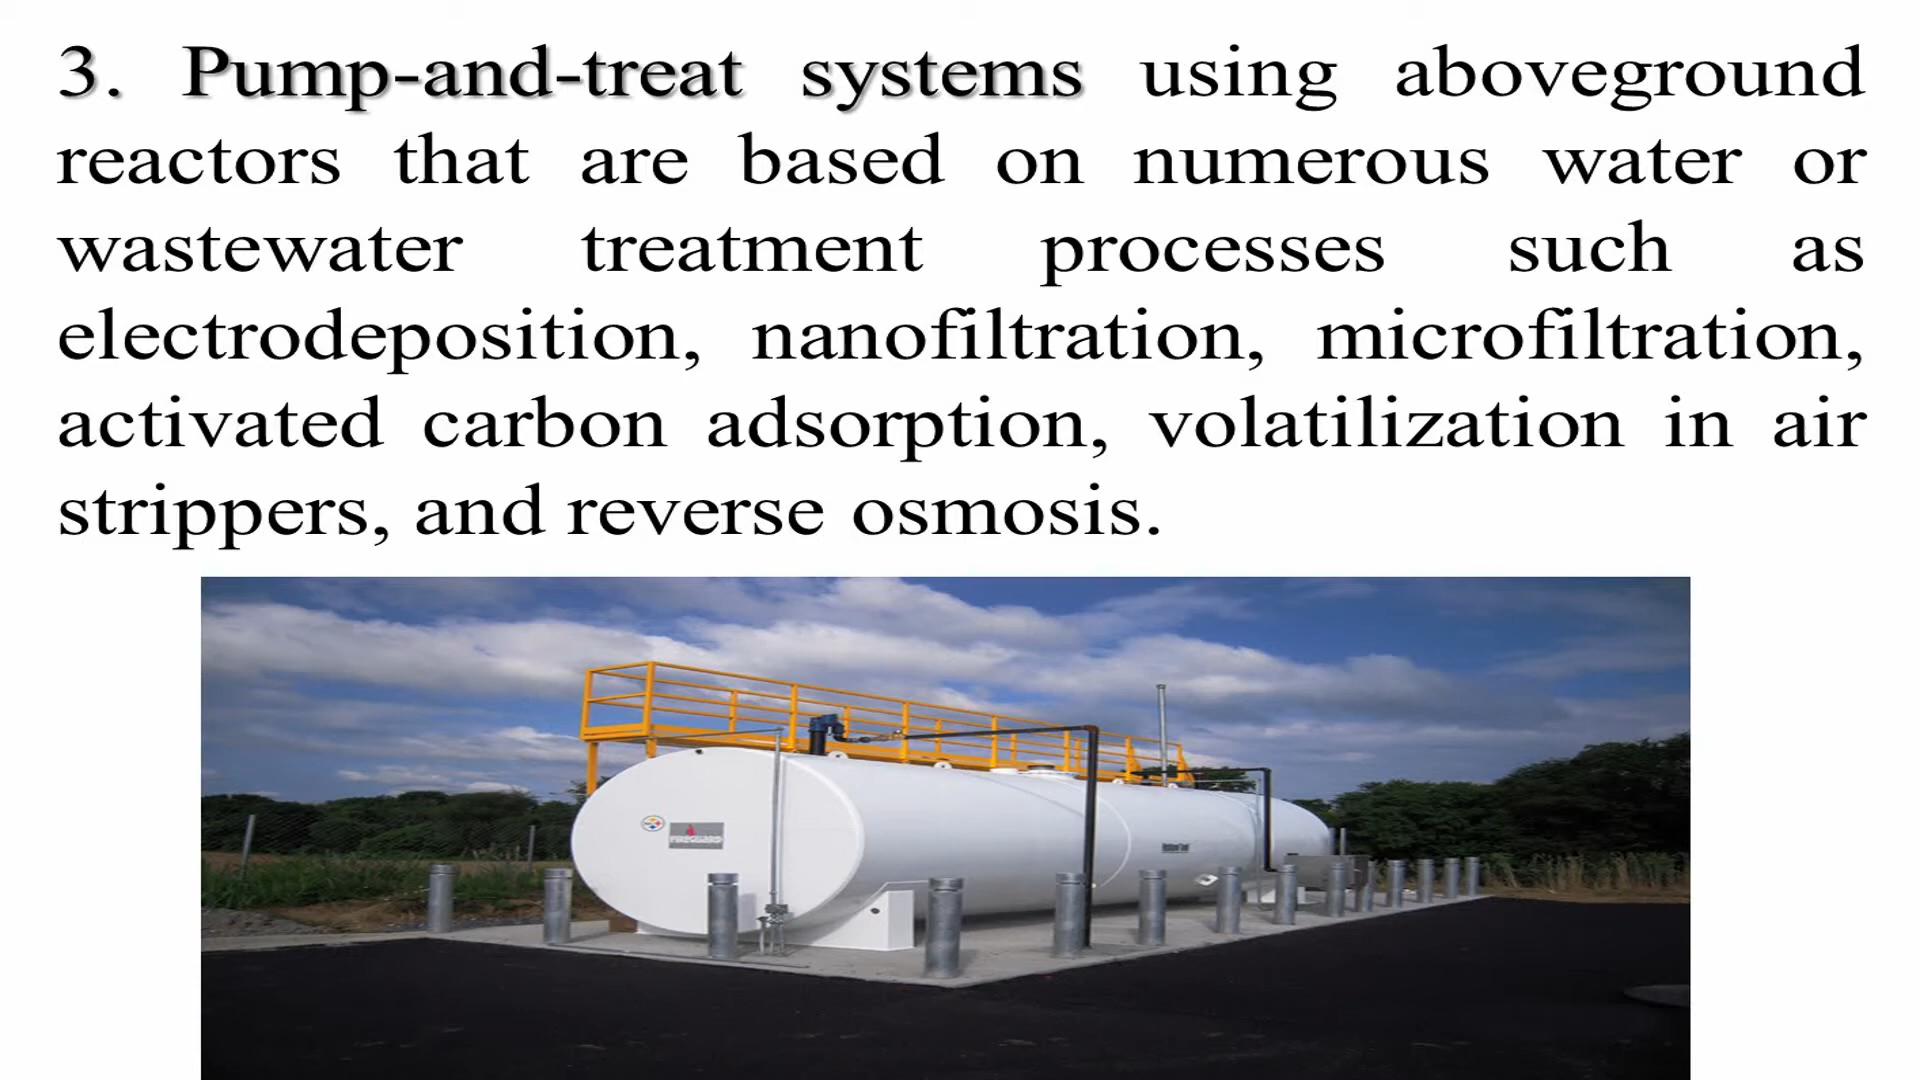 3. Pump-and-treat systems using aboveground
reactors that are based on numerous water or
wastewater treatment processes such as
electrodeposition, nanofiltration, microfiltration,
activated carbon adsorption, volatilization in air
strippers, and reverse osmosis.